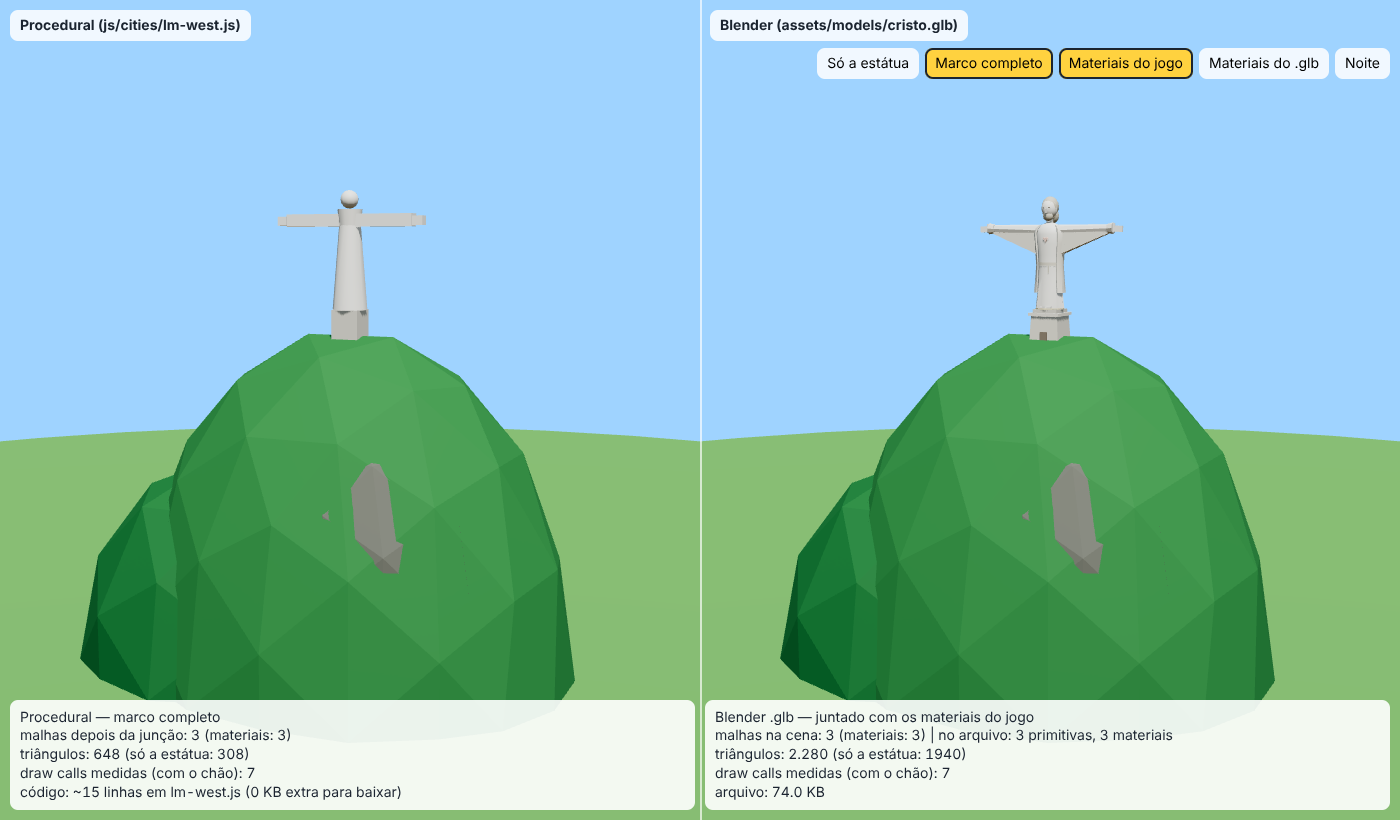 Procedural (js/cities/lm-west.js)
Blender (assets/models/cristo.glb)
Só a estátua
Marco completo
Materiais do jogo
Materiais do .glb
Noite
Procedural — marco completo
malhas depois da junção: 3 (materiais: 3)
triângulos: 648 (só a estátua: 308)
draw calls medidas (com o chão): 7
código: ~15 linhas em lm-west.js (0 KB extra para baixar)
Blender .glb — juntado com os materiais do jogo
malhas na cena: 3 (materiais: 3) | no arquivo: 3 primitivas, 3 materiais
triângulos: 2.280 (só a estátua: 1940)
draw calls medidas (com o chão): 7
arquivo: 74.0 KB